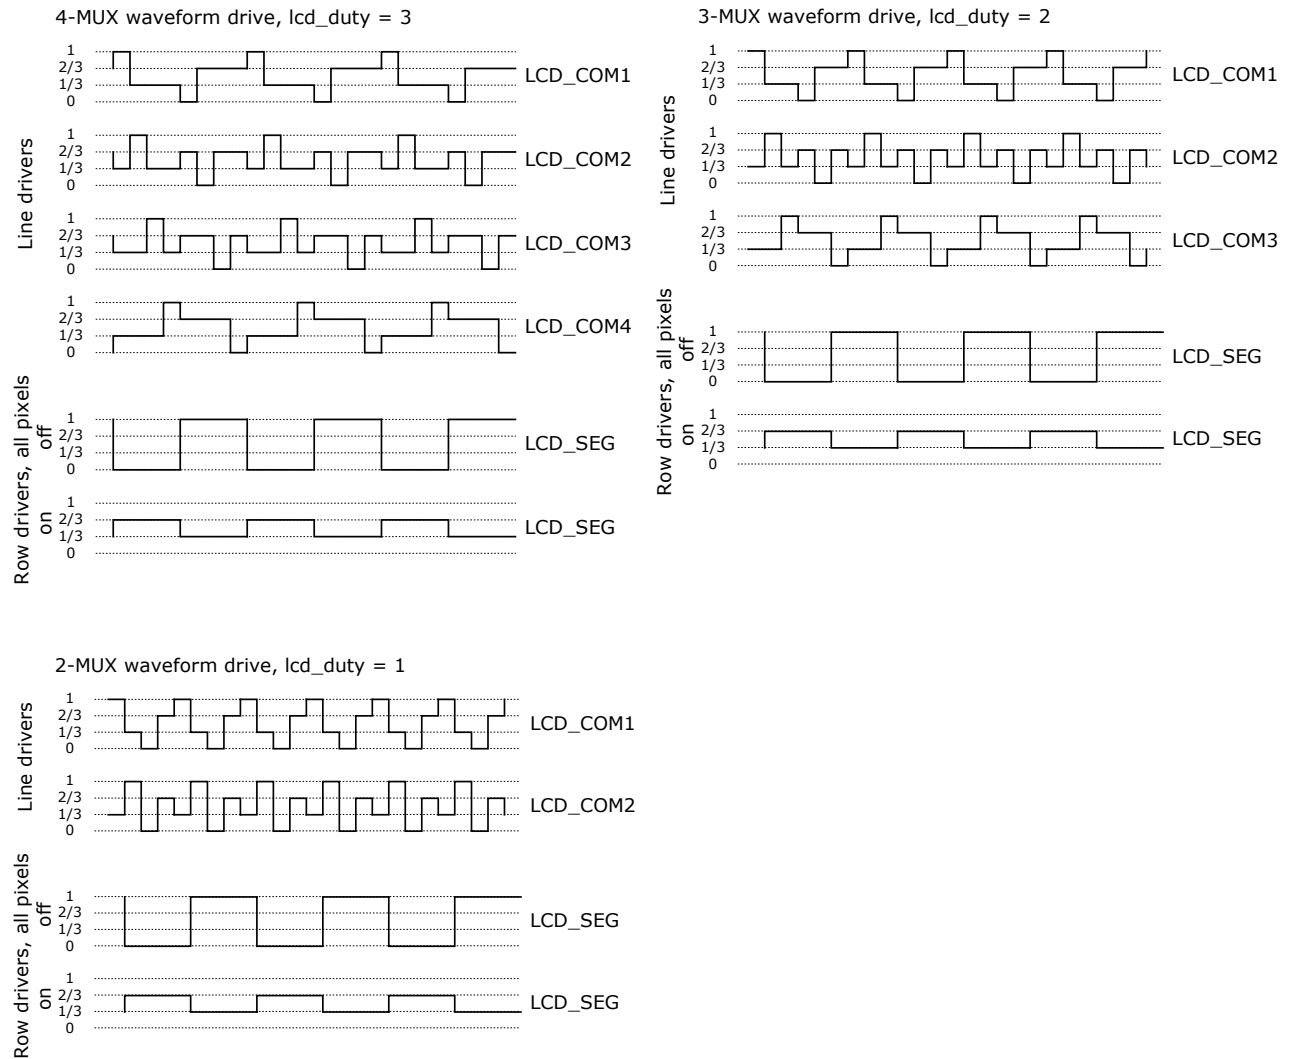 4-MUX waveform drive, lcd_duty = 3
Line drivers
1
2/3
1/3
0
LCD_COM1
1
2/3
1/3
0
LCD_COM2
1
2/3
1/3
0
LCD_COM3
1
2/3
1/3
0
LCD_COM4
Row drivers, all pixels
off
1
2/3
1/3
0
LCD_SEG
on
1
2/3
1/3
0
LCD_SEG
3-MUX waveform drive, lcd_duty = 2
Line drivers
1
2/3
1/3
0
LCD_COM1
1
2/3
1/3
0
LCD_COM2
1
2/3
1/3
0
LCD_COM3
Row drivers, all pixels
off
1
2/3
1/3
0
LCD_SEG
on
1
2/3
1/3
0
LCD_SEG
2-MUX waveform drive, lcd_duty = 1
Line drivers
1
2/3
1/3
0
LCD_COM1
1
2/3
1/3
0
LCD_COM2
Row drivers, all pixels
off
1
2/3
1/3
0
LCD_SEG
on
1
2/3
1/3
0
LCD_SEG